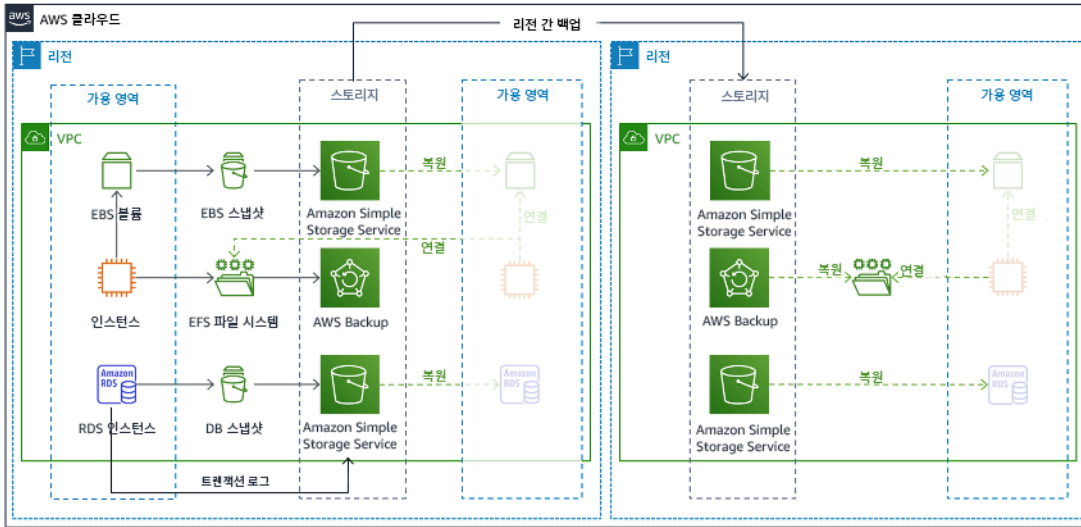 aws
AWS 클라우드
리전 간 백업
리전
리전
가용 영역
스토리지
가용 영역
스토리지
가용 영역
VPC
VPC
복원
복원
EBS 볼륨
EBS 스냅샷
Amazon Simple
Storage Service
연결
Amazon Simple
Storage Service
연결
연결
복원
연결
인스턴스
EFS 파일 시스템
AWS Backup
AWS Backup
Amazon
RDS
복원
Amazon
RDS
복원
Amazon
RDS
RDS 인스턴스
DB 스냅샷
Amazon Simple
Storage Service
Amazon Simple
Storage Service
트랜잭션 로그